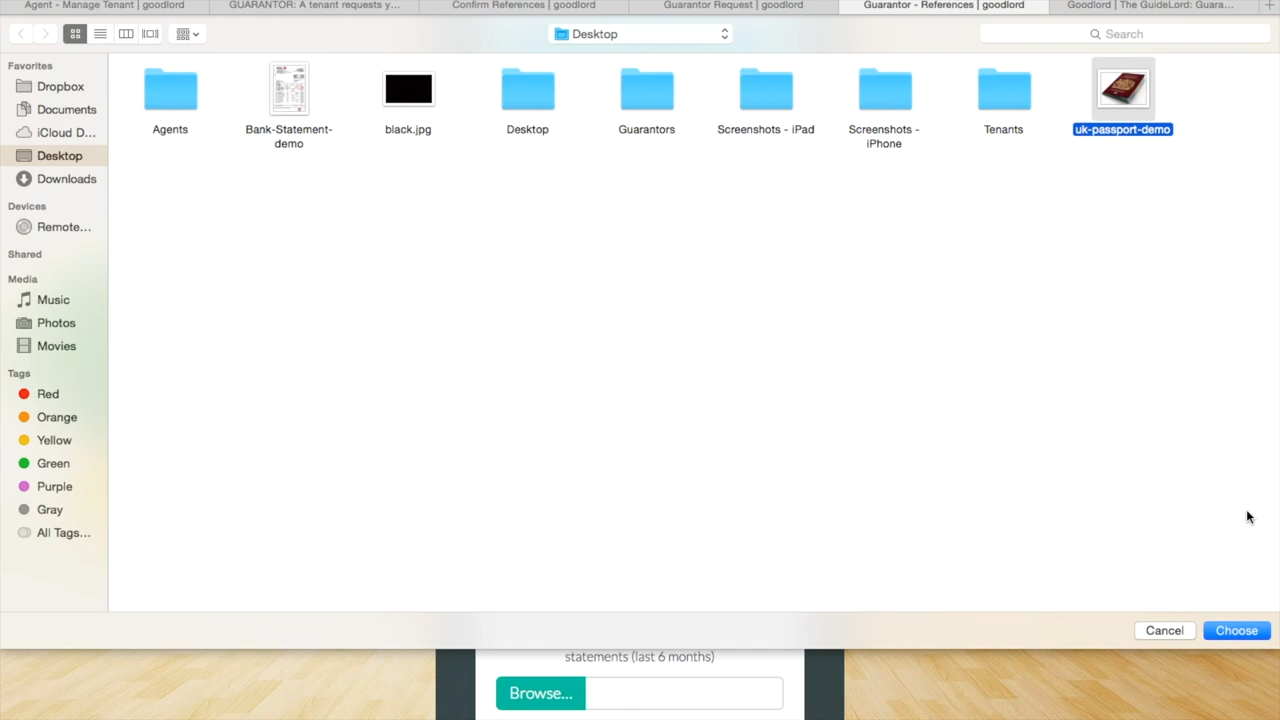 Agent - Manage Tenant | goodlord
GUARANTOR: A tenant requests y...
Confirm References | goodlord
Guarantor Request | goodlord
Guarantor - References | goodlord
Goodlord | The GuideLord: Guara...
Desktop
Search
Favorites
Dropbox
Documents
iCloud D...
Desktop
Downloads
Devices
Remote...
Shared
Media
Music
Photos
Movies
Tags
Red
Orange
Yellow
Green
Purple
Gray
All Tags...
Agents
Bank-Statement-
demo
black.jpg
Desktop
Guarantors
Screenshots - iPad
Screenshots -
iPhone
Tenants
uk-passport-demo
Cancel
Choose
statements (last 6 months)
Browse...